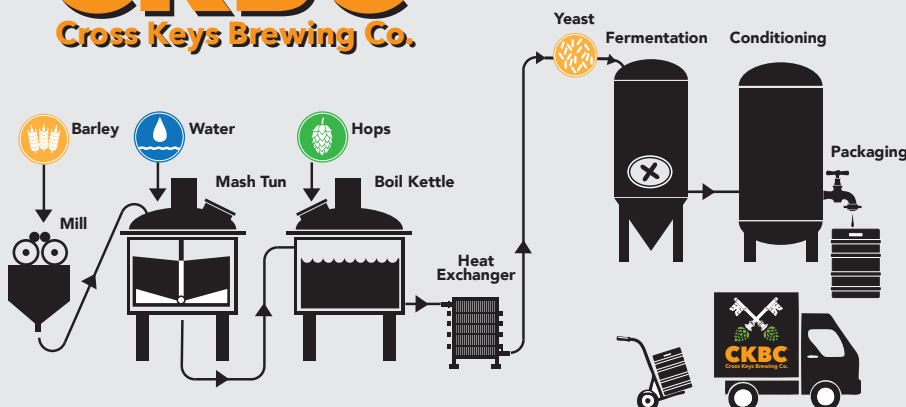 CKBC
Cross Keys Brewing Co.
Yeast
Fermentation
Conditioning
Barley
Water
Hops
Packaging
Mash Tun
Boil Kettle
Mill
Heat
Exchanger
CKBC
Cross Keys Brewing Co.